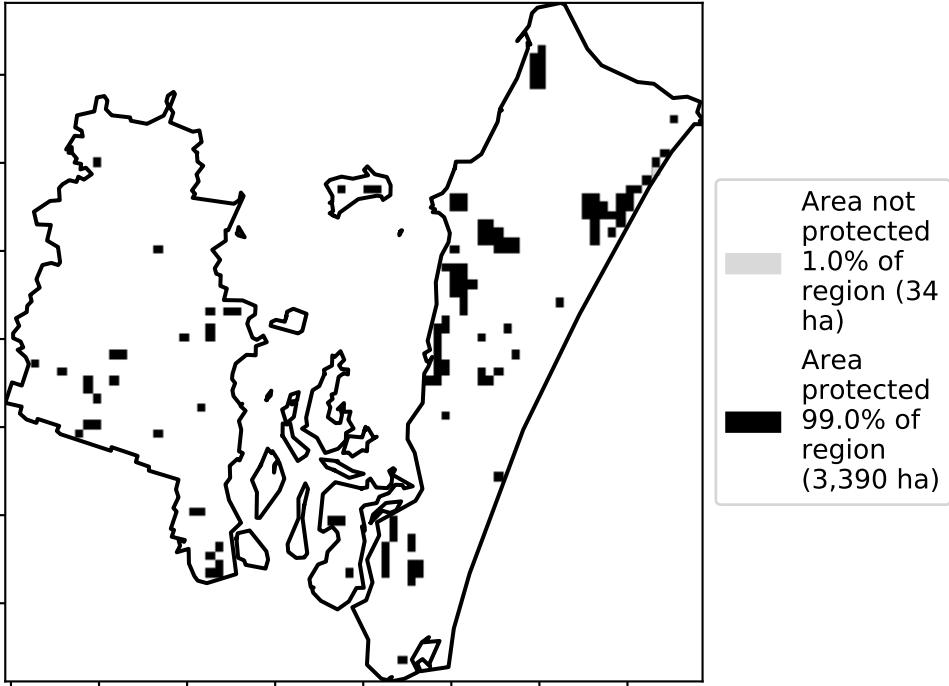 Area not
protected
1.0% of
region (34
ha)
Area
protected
99.0% of
region
(3,390 ha)